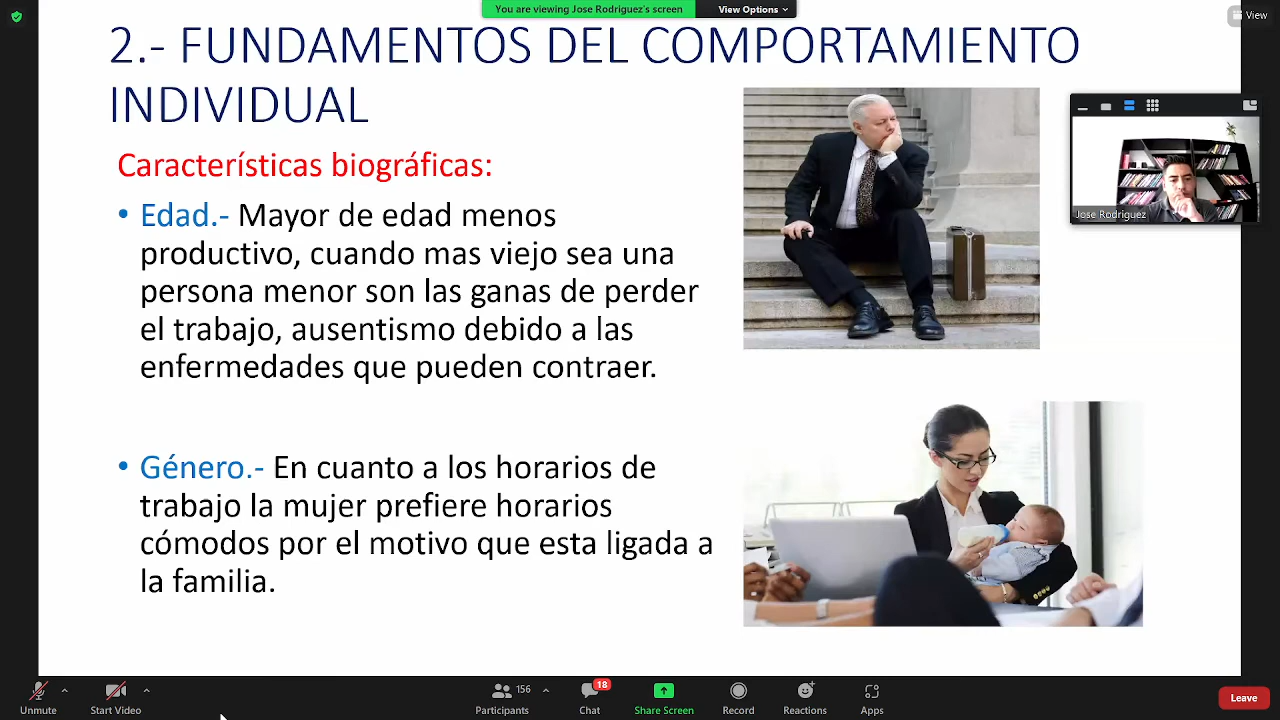 You are viewing Jose Rodriguez's screen
View Options
View
2.- FUNDAMENTOS DEL COMPORTAMIENTO
INDIVIDUAL
Características biográficas:
• Edad.- Mayor de edad menos
productivo, cuando mas viejo sea una
persona menor son las ganas de perder
el trabajo, ausentismo debido a las
enfermedades que pueden contraer.
• Género.- En cuanto a los horarios de
trabajo la mujer prefiere horarios
cómodos por el motivo que esta ligada a
la familia.
Jose Rodriguez
Unmute
Start Video
156
Participants
18
Chat
Share Screen
Record
Reactions
Apps
Leave